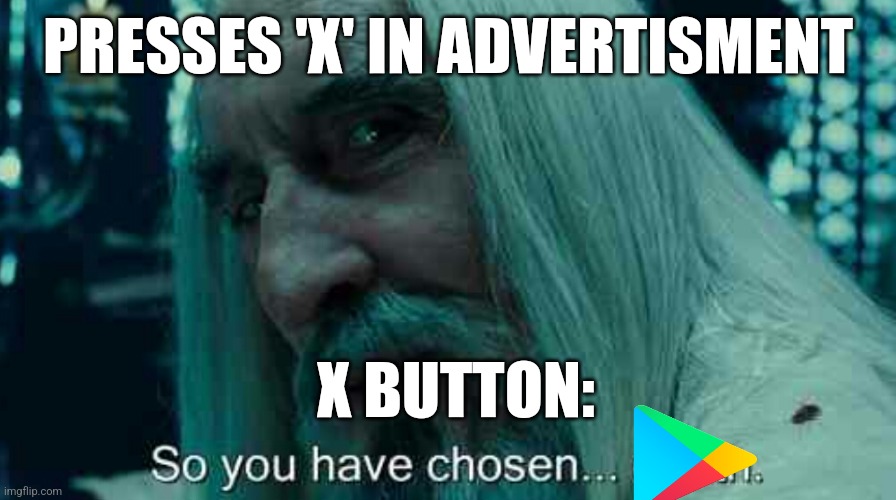 PRESSES 'X' IN ADVERTISMENT
X BUTTON:
So you have chosen...
imgflip.com